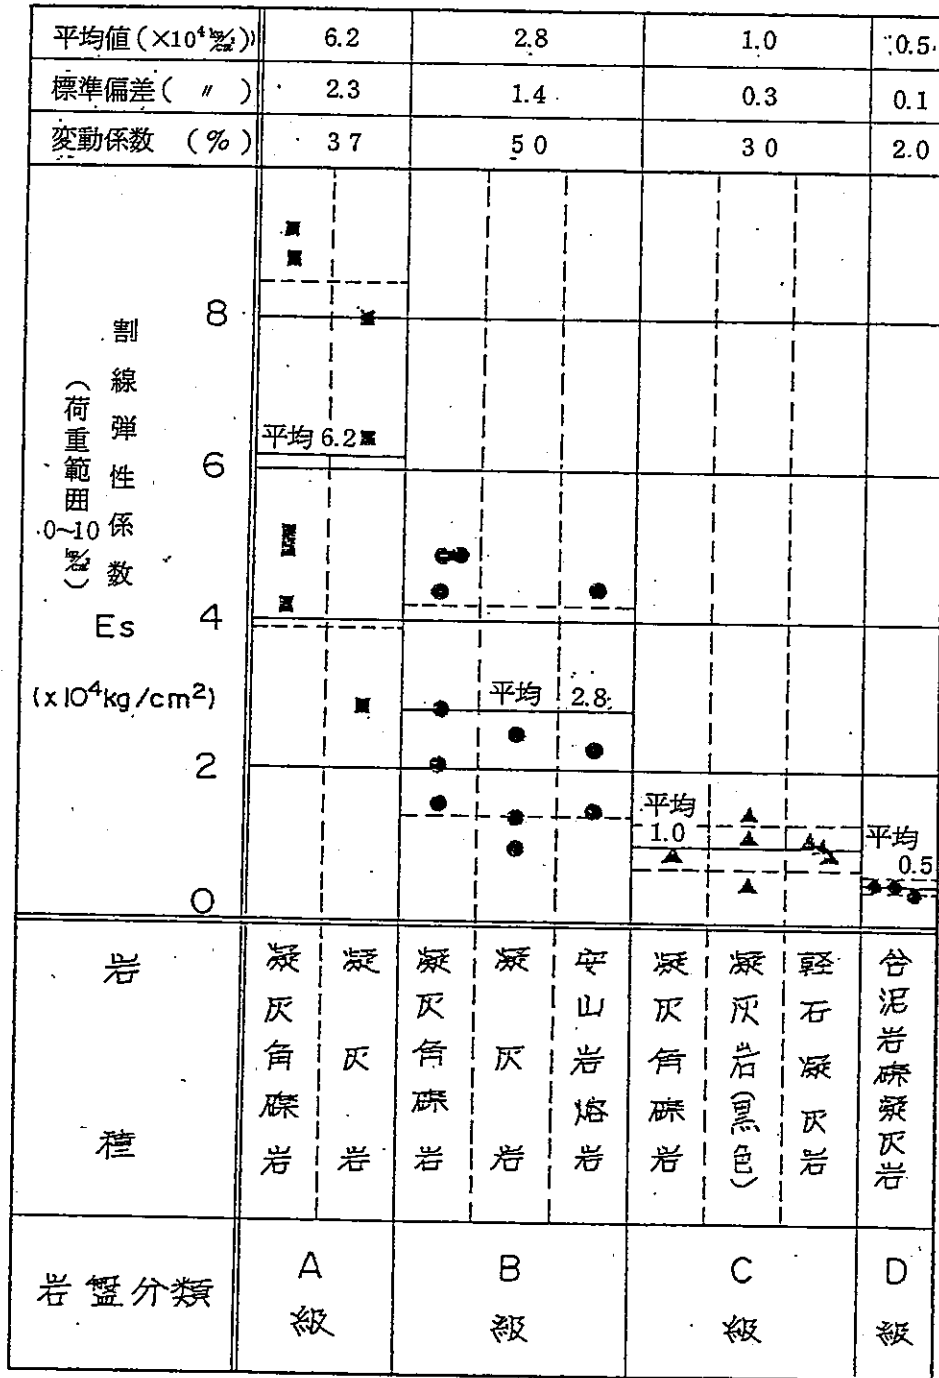 平均値(×10⁴㎏/㎠) 6.2 2.8 1.0 0.5
標準偏差( 〃 ) 2.3 1.4 0.3 0.1
変動係数 (%) 37 50 30 2.0
割線弾性係数
(荷重範囲 0~10 ㎏/㎠)
Es
(x10⁴kg/cm²)
8
6
4
2
0
平均 6.2
平均 2.8
平均
1.0
平均
0.5
岩種
凝灰角礫岩
凝灰岩
凝灰角礫岩
凝灰岩
安山岩熔岩
凝灰角礫岩
凝灰岩(黒色)
軽石凝灰岩
含泥岩礫凝灰岩
岩盤分類
A級
B級
C級
D級